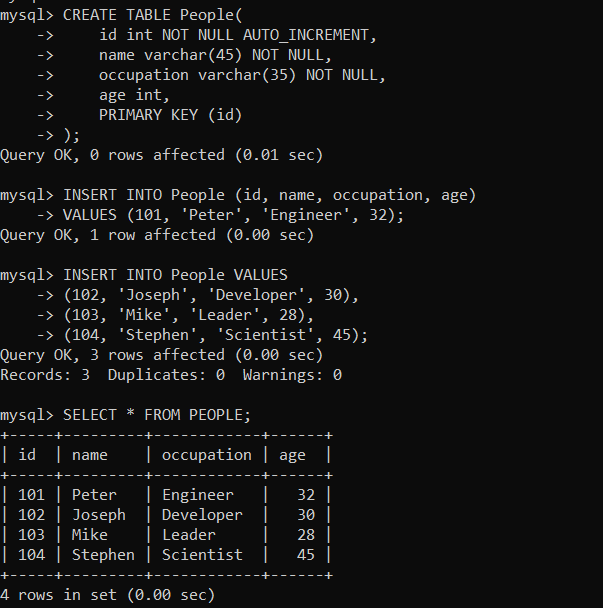 mysql> CREATE TABLE People(
    ->     id int NOT NULL AUTO_INCREMENT,
    ->     name varchar(45) NOT NULL,
    ->     occupation varchar(35) NOT NULL,
    ->     age int,
    ->     PRIMARY KEY (id)
    -> );
Query OK, 0 rows affected (0.01 sec)

mysql> INSERT INTO People (id, name, occupation, age)
    -> VALUES (101, 'Peter', 'Engineer', 32);
Query OK, 1 row affected (0.00 sec)

mysql> INSERT INTO People VALUES
    -> (102, 'Joseph', 'Developer', 30),
    -> (103, 'Mike', 'Leader', 28),
    -> (104, 'Stephen', 'Scientist', 45);
Query OK, 3 rows affected (0.00 sec)
Records: 3  Duplicates: 0  Warnings: 0

mysql> SELECT * FROM PEOPLE;
+-----+---------+------------+------+
| id  | name    | occupation | age  |
+-----+---------+------------+------+
| 101 | Peter   | Engineer   |   32 |
| 102 | Joseph  | Developer  |   30 |
| 103 | Mike    | Leader     |   28 |
| 104 | Stephen | Scientist  |   45 |
+-----+---------+------------+------+
4 rows in set (0.00 sec)